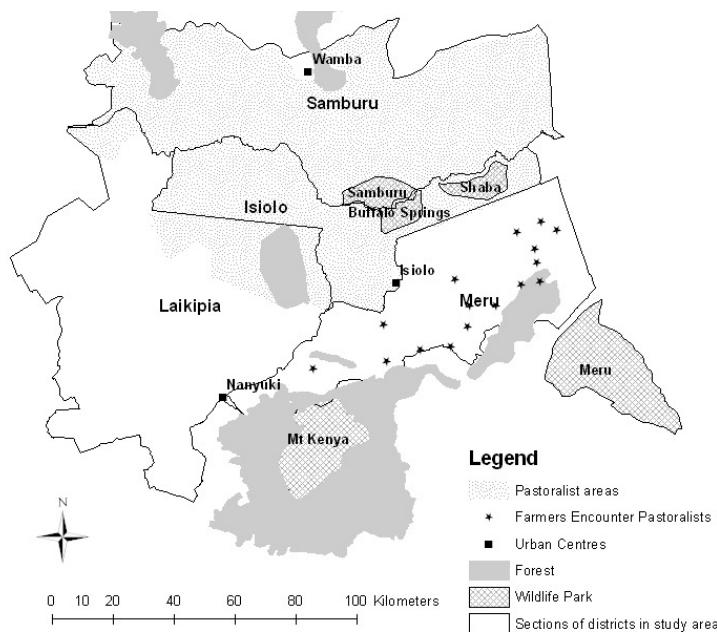 Wamba
Samburu
Samburu
Shaba
Isiolo
Buffalo Springs
Isiolo
Laikipia
Meru
Meru
Nanyuki
Mt Kenya
Legend
Pastoralist areas
Farmers Encounter Pastoralists
Urban Centres
Forest
Wildlife Park
Sections of districts in study area
N
0 20 40 60 80 100 Kilometers